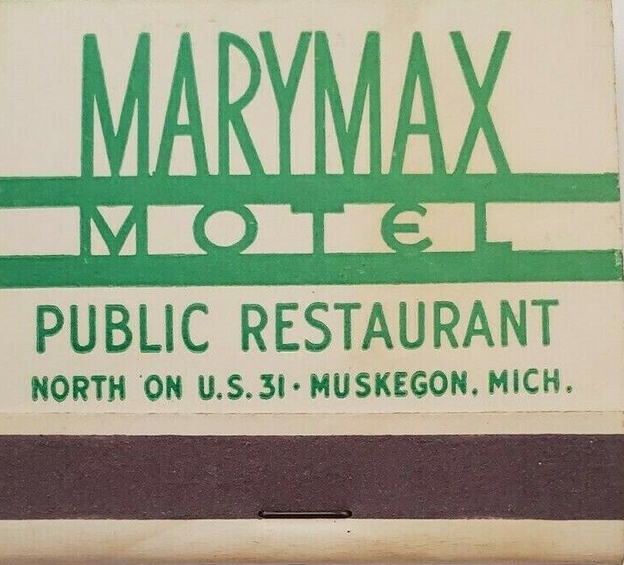 MARYMAX
MOTEL
PUBLIC RESTAURANT
NORTH ON U.S. 31 · MUSKEGON, MICH.